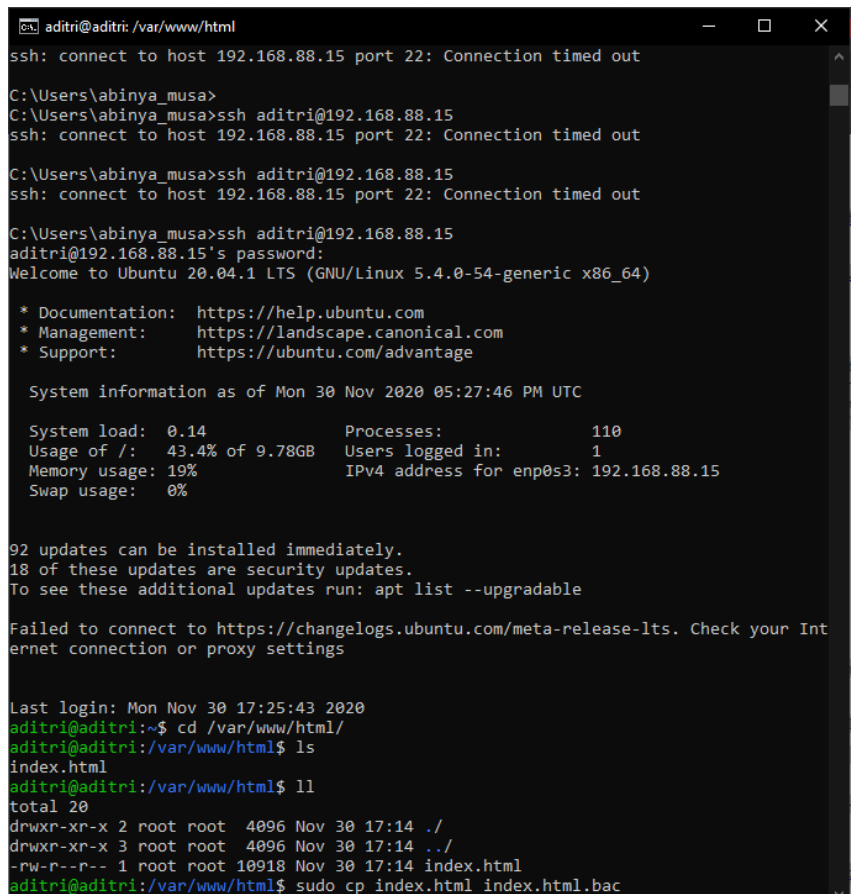 aditri@aditri: /var/www/html
ssh: connect to host 192.168.88.15 port 22: Connection timed out
C:\Users\abinya_musa>
C:\Users\abinya_musa>ssh aditri@192.168.88.15
ssh: connect to host 192.168.88.15 port 22: Connection timed out
C:\Users\abinya_musa>ssh aditri@192.168.88.15
ssh: connect to host 192.168.88.15 port 22: Connection timed out
C:\Users\abinya_musa>ssh aditri@192.168.88.15
aditri@192.168.88.15's password:
Welcome to Ubuntu 20.04.1 LTS (GNU/Linux 5.4.0-54-generic x86_64)
* Documentation:  https://help.ubuntu.com
* Management:     https://landscape.canonical.com
* Support:        https://ubuntu.com/advantage
System information as of Mon 30 Nov 2020 05:27:46 PM UTC
System load:  0.14               Processes:               110
Usage of /:   43.4% of 9.78GB   Users logged in:         1
Memory usage: 19%                IPv4 address for enp0s3: 192.168.88.15
Swap usage:   0%
92 updates can be installed immediately.
18 of these updates are security updates.
To see these additional updates run: apt list --upgradable
Failed to connect to https://changelogs.ubuntu.com/meta-release-lts. Check your Int
ernet connection or proxy settings
Last login: Mon Nov 30 17:25:43 2020
aditri@aditri:~$ cd /var/www/html/
aditri@aditri:/var/www/html$ ls
index.html
aditri@aditri:/var/www/html$ ll
total 20
drwxr-xr-x 2 root root  4096 Nov 30 17:14 ./
drwxr-xr-x 3 root root  4096 Nov 30 17:14 ../
-rw-r--r-- 1 root root 10918 Nov 30 17:14 index.html
aditri@aditri:/var/www/html$ sudo cp index.html index.html.bac